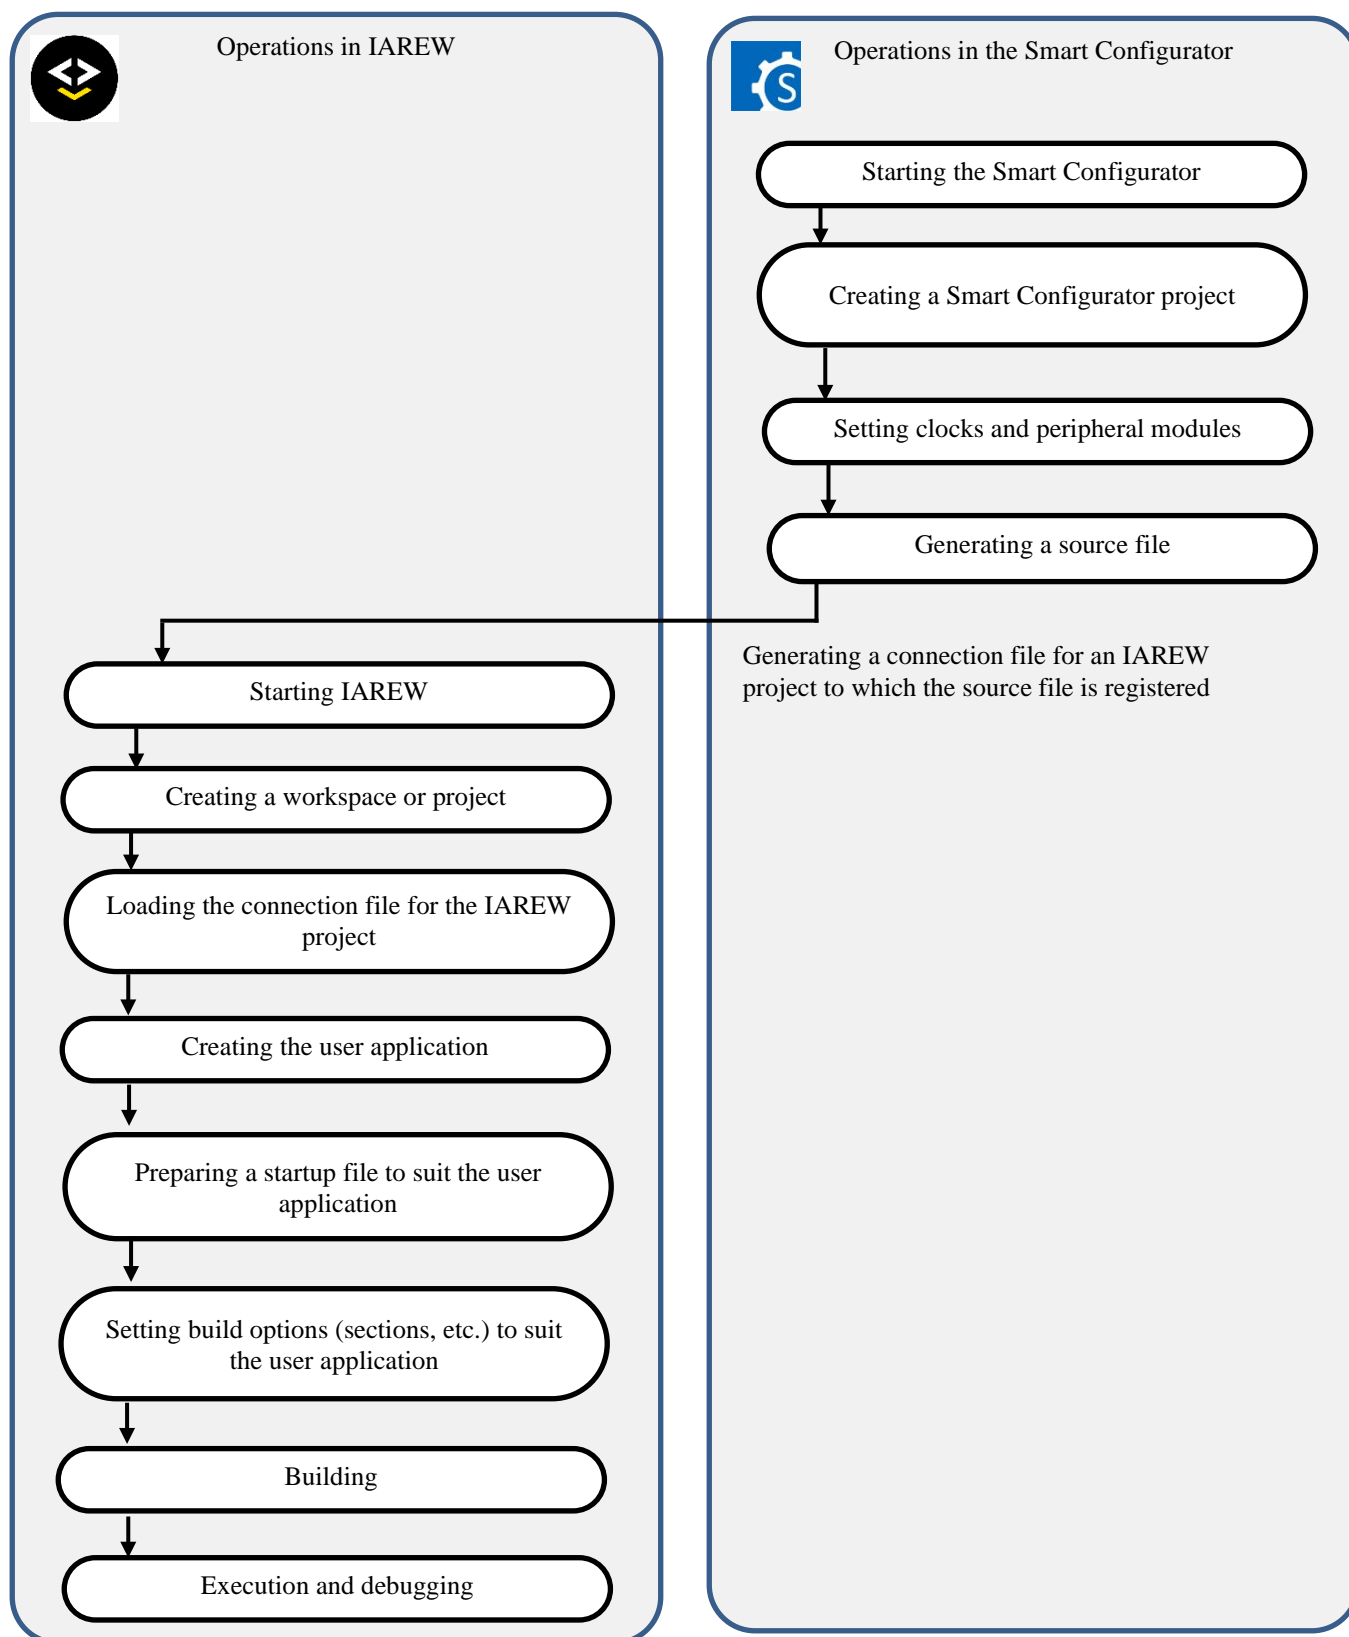 Operations in IAREW
Operations in the Smart Configurator
S
Starting the Smart Configurator
Creating a Smart Configurator project
Setting clocks and peripheral modules
Generating a source file
Generating a connection file for an IAREW
project to which the source file is registered
Starting IAREW
Creating a workspace or project
Loading the connection file for the IAREW
project
Creating the user application
Preparing a startup file to suit the user
application
Setting build options (sections, etc.) to suit
the user application
Building
Execution and debugging